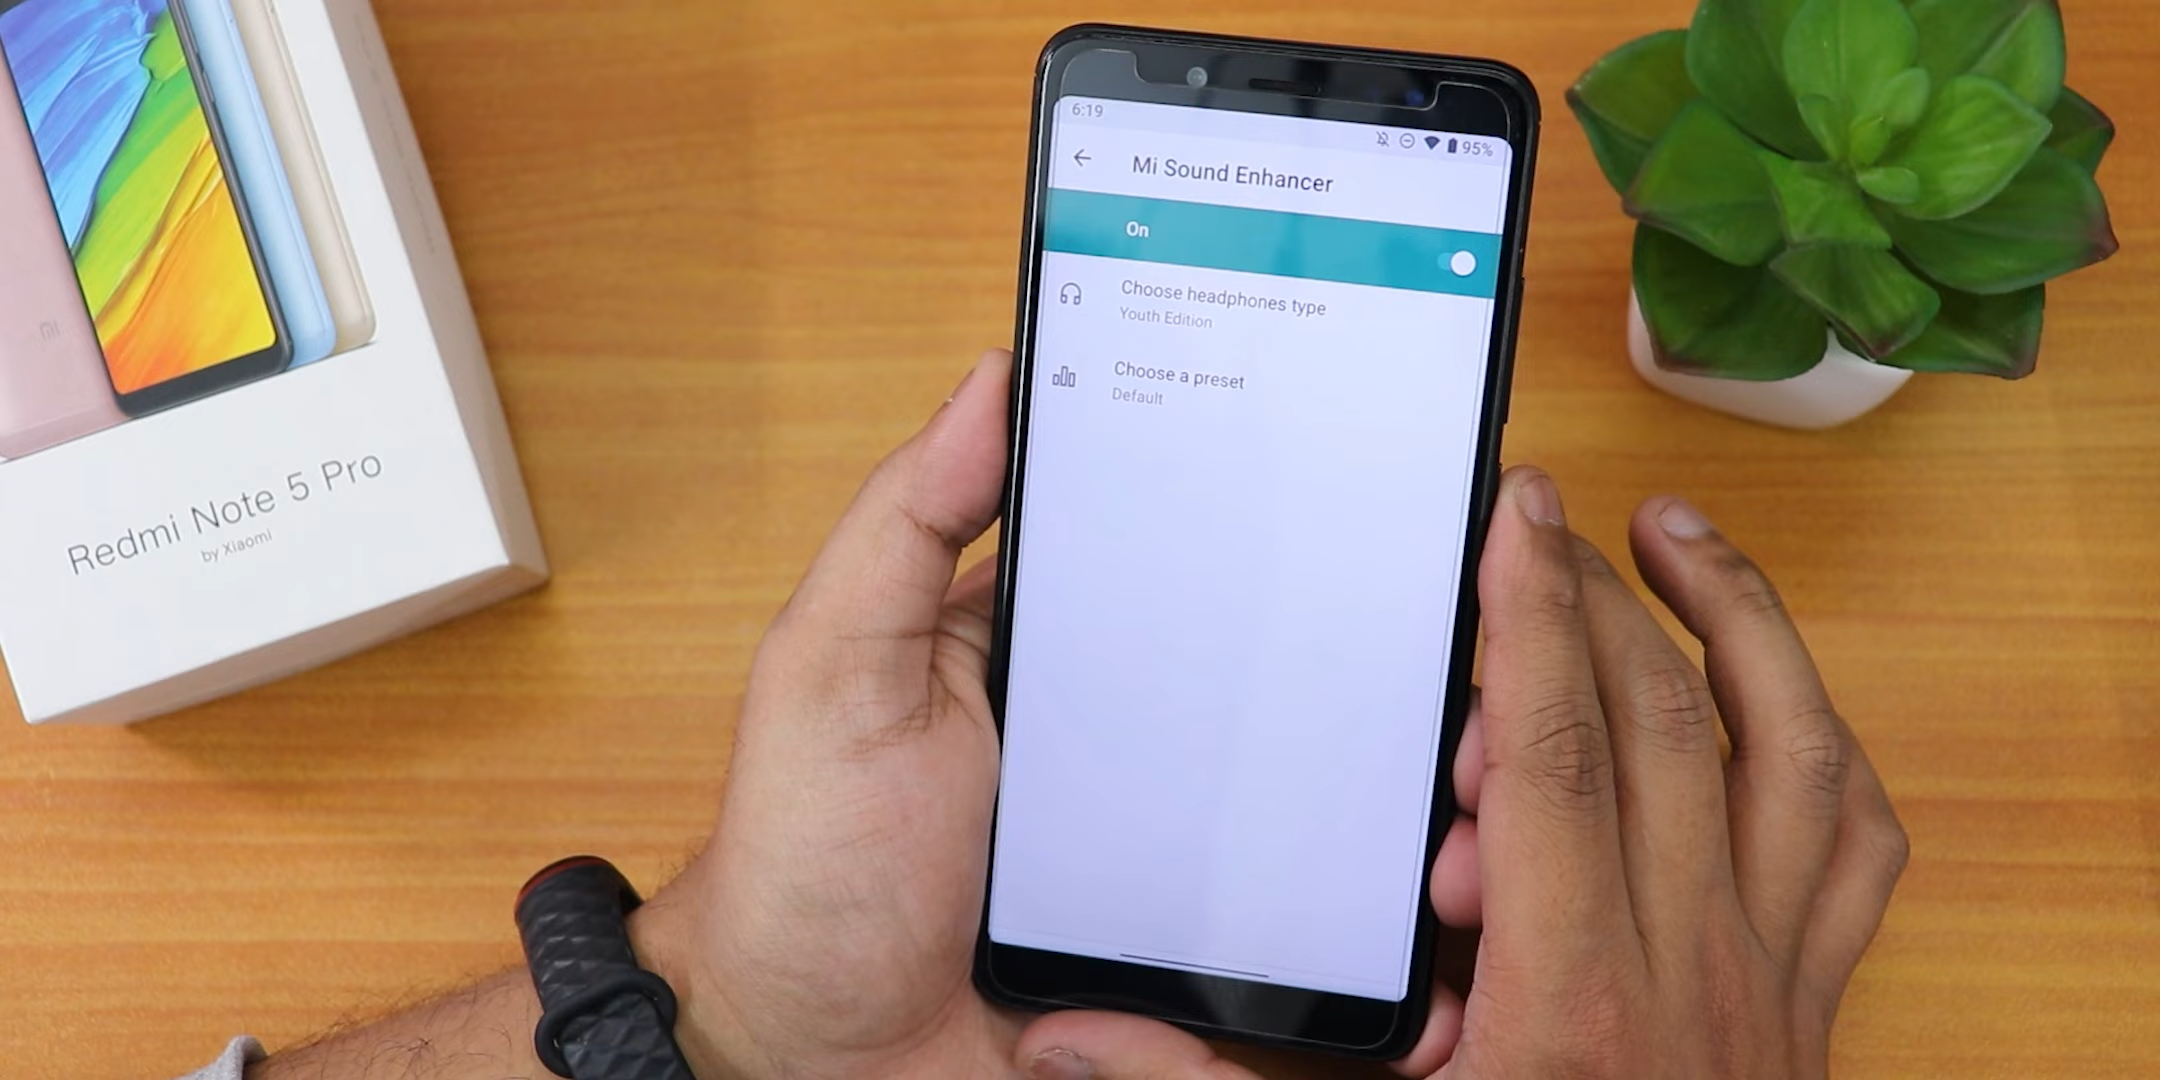 6:19
95%
Mi Sound Enhancer
On
Choose headphones type
Youth Edition
Choose a preset
Default
mi
Redmi Note 5 Pro
by Xiaomi